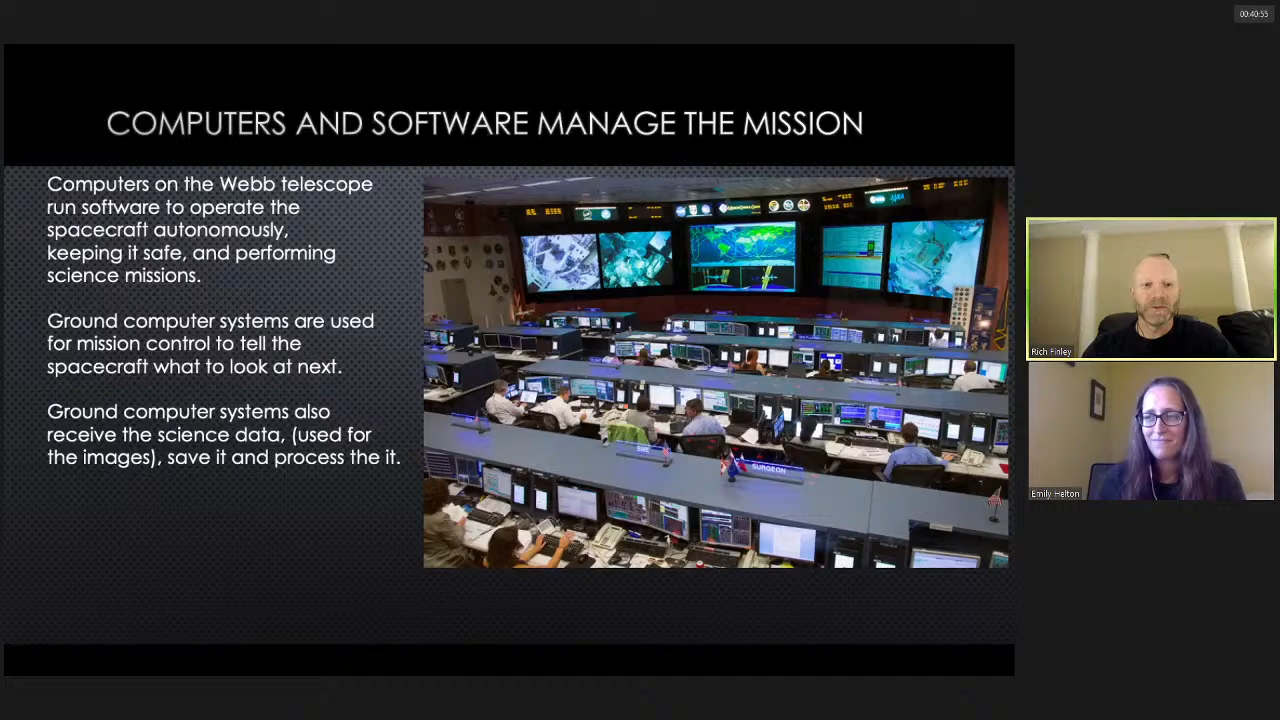 00:40:55
COMPUTERS AND SOFTWARE MANAGE THE MISSION
Computers on the Webb telescope
run software to operate the
spacecraft autonomously,
keeping it safe, and performing
science missions.
Ground computer systems are used
for mission control to tell the
spacecraft what to look at next.
Ground computer systems also
receive the science data, (used for
the images), save it and process the it.
SURGEON
Rich Finley
Emily Helton